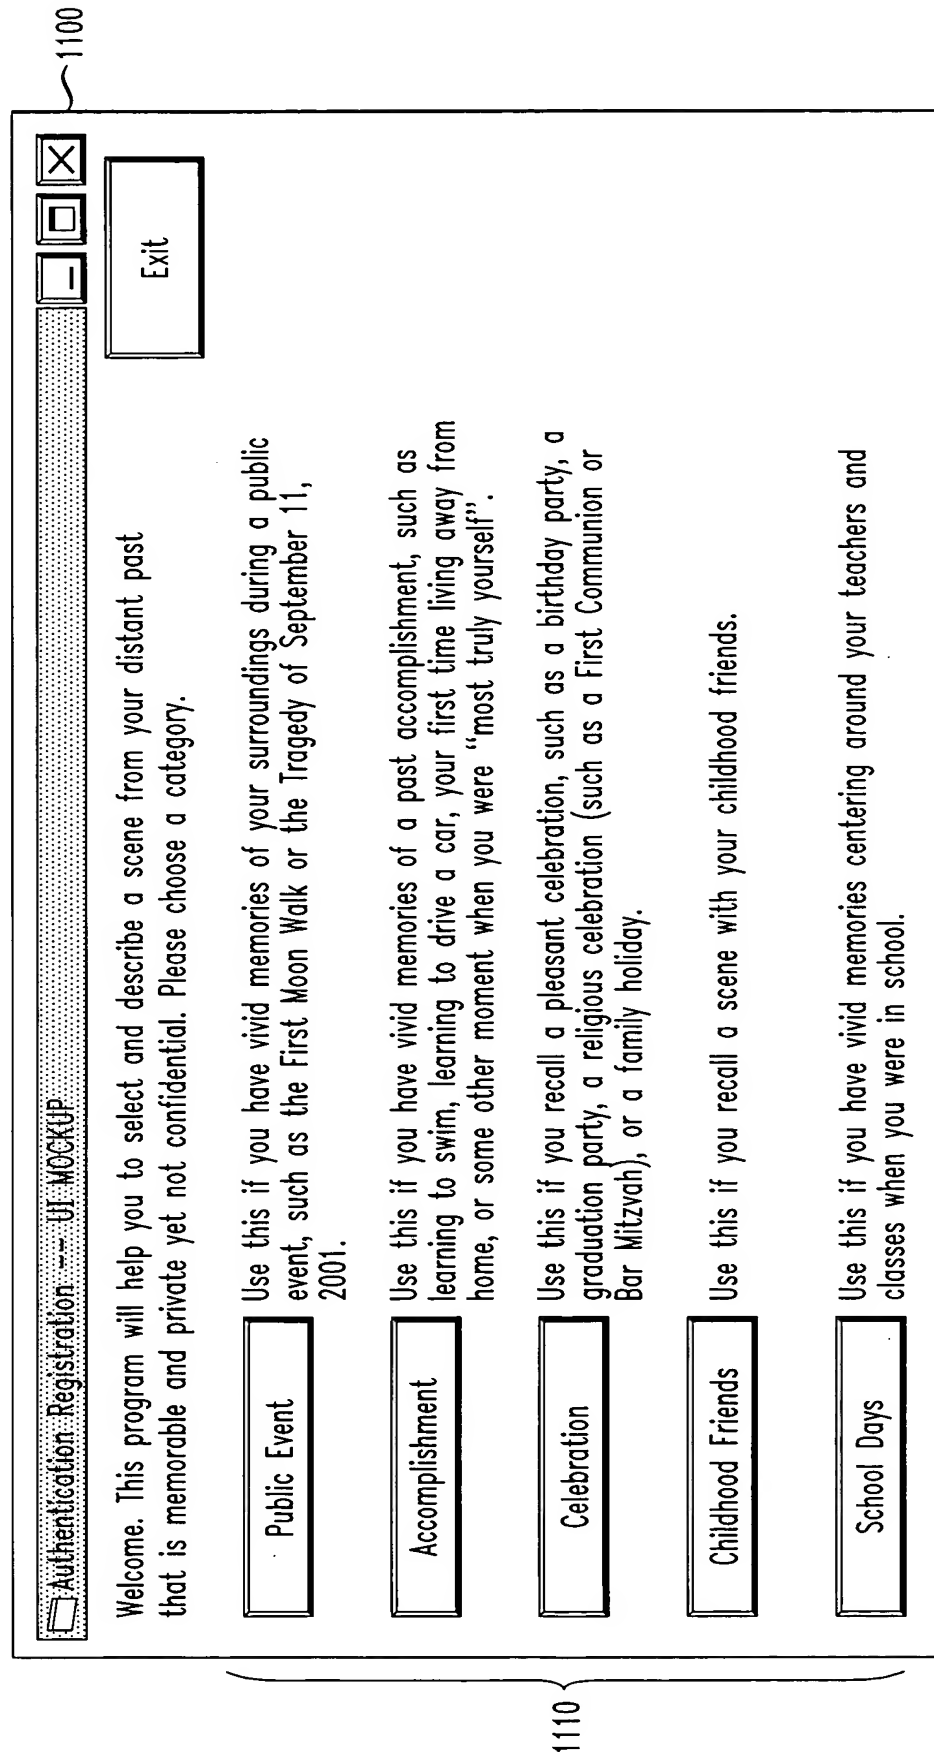 1100
Authentication Registration -- UI MOCKUP
Welcome. This program will help you to select and describe a scene from your distant past
that is memorable and private yet not confidential. Please choose a category.
Exit
Public Event
Use this if you have vivid memories of your surroundings during a public
event, such as the First Moon Walk or the Tragedy of September 11,
2001.
Accomplishment
Use this if you have vivid memories of a past accomplishment, such as
learning to swim, learning to drive a car, your first time living away from
home, or some other moment when you were “most truly yourself”.
Celebration
Use this if you recall a pleasant celebration, such as a birthday party, a
graduation party, a religious celebration (such as a First Communion or
Bar Mitzvah), or a family holiday.
Childhood Friends
Use this if you recall a scene with your childhood friends.
School Days
Use this if you have vivid memories centering around your teachers and
classes when you were in school.
1110